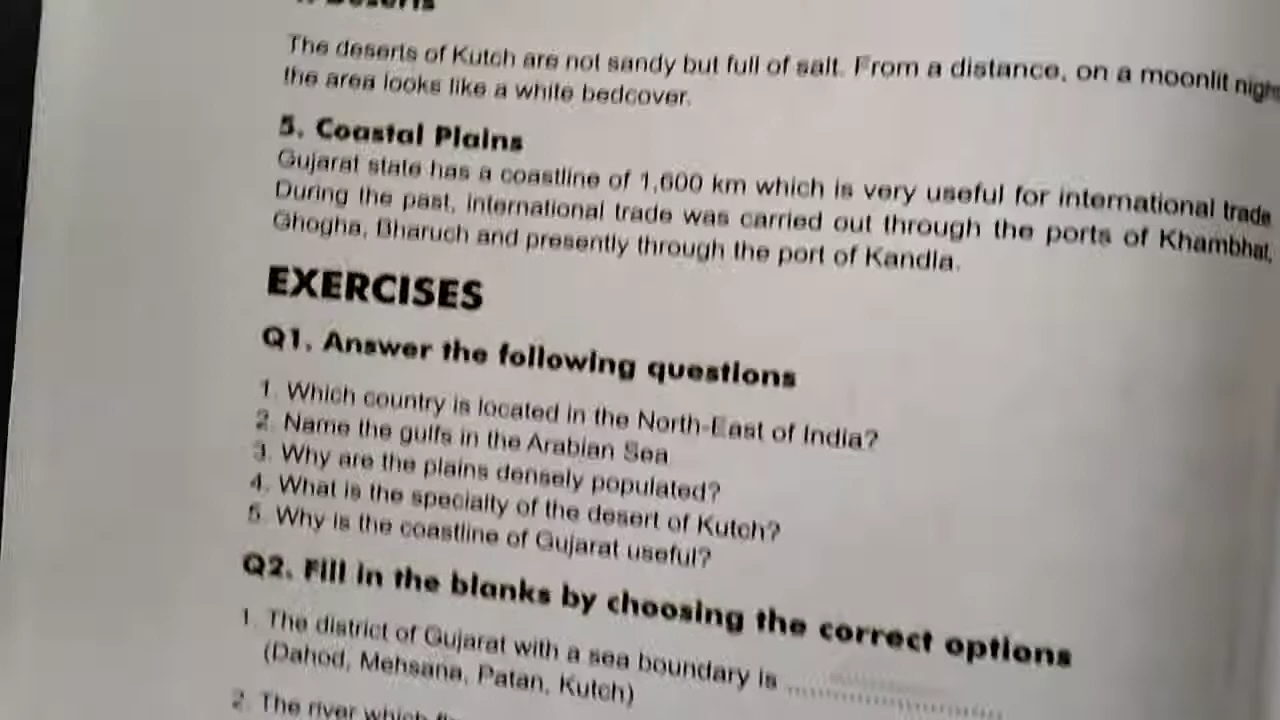 The deserts of Kutch are not sandy but full of salt. From a distance, on a moonlit
the area looks like a white bedcover.
5. Coastal Plains
Gujarat state has a coastline of 1,600 km which is very useful for international trade
During the past, international trade was carried out through the ports of Khambhat,
Ghogha, Bharuch and presently through the port of Kandla.
EXERCISES
Q1. Answer the following questions
1. Which country is located in the North-East of India?
2. Name the gulfs in the Arabian Sea
3. Why are the plains densely populated?
4. What is the specialty of the desert of Kutch?
5. Why is the coastline of Gujarat useful?
Q2. Fill in the blanks by choosing the correct options
1. The district of Gujarat with a sea boundary is ....................
(Dahod, Mehsana, Patan, Kutch)
2. The river which